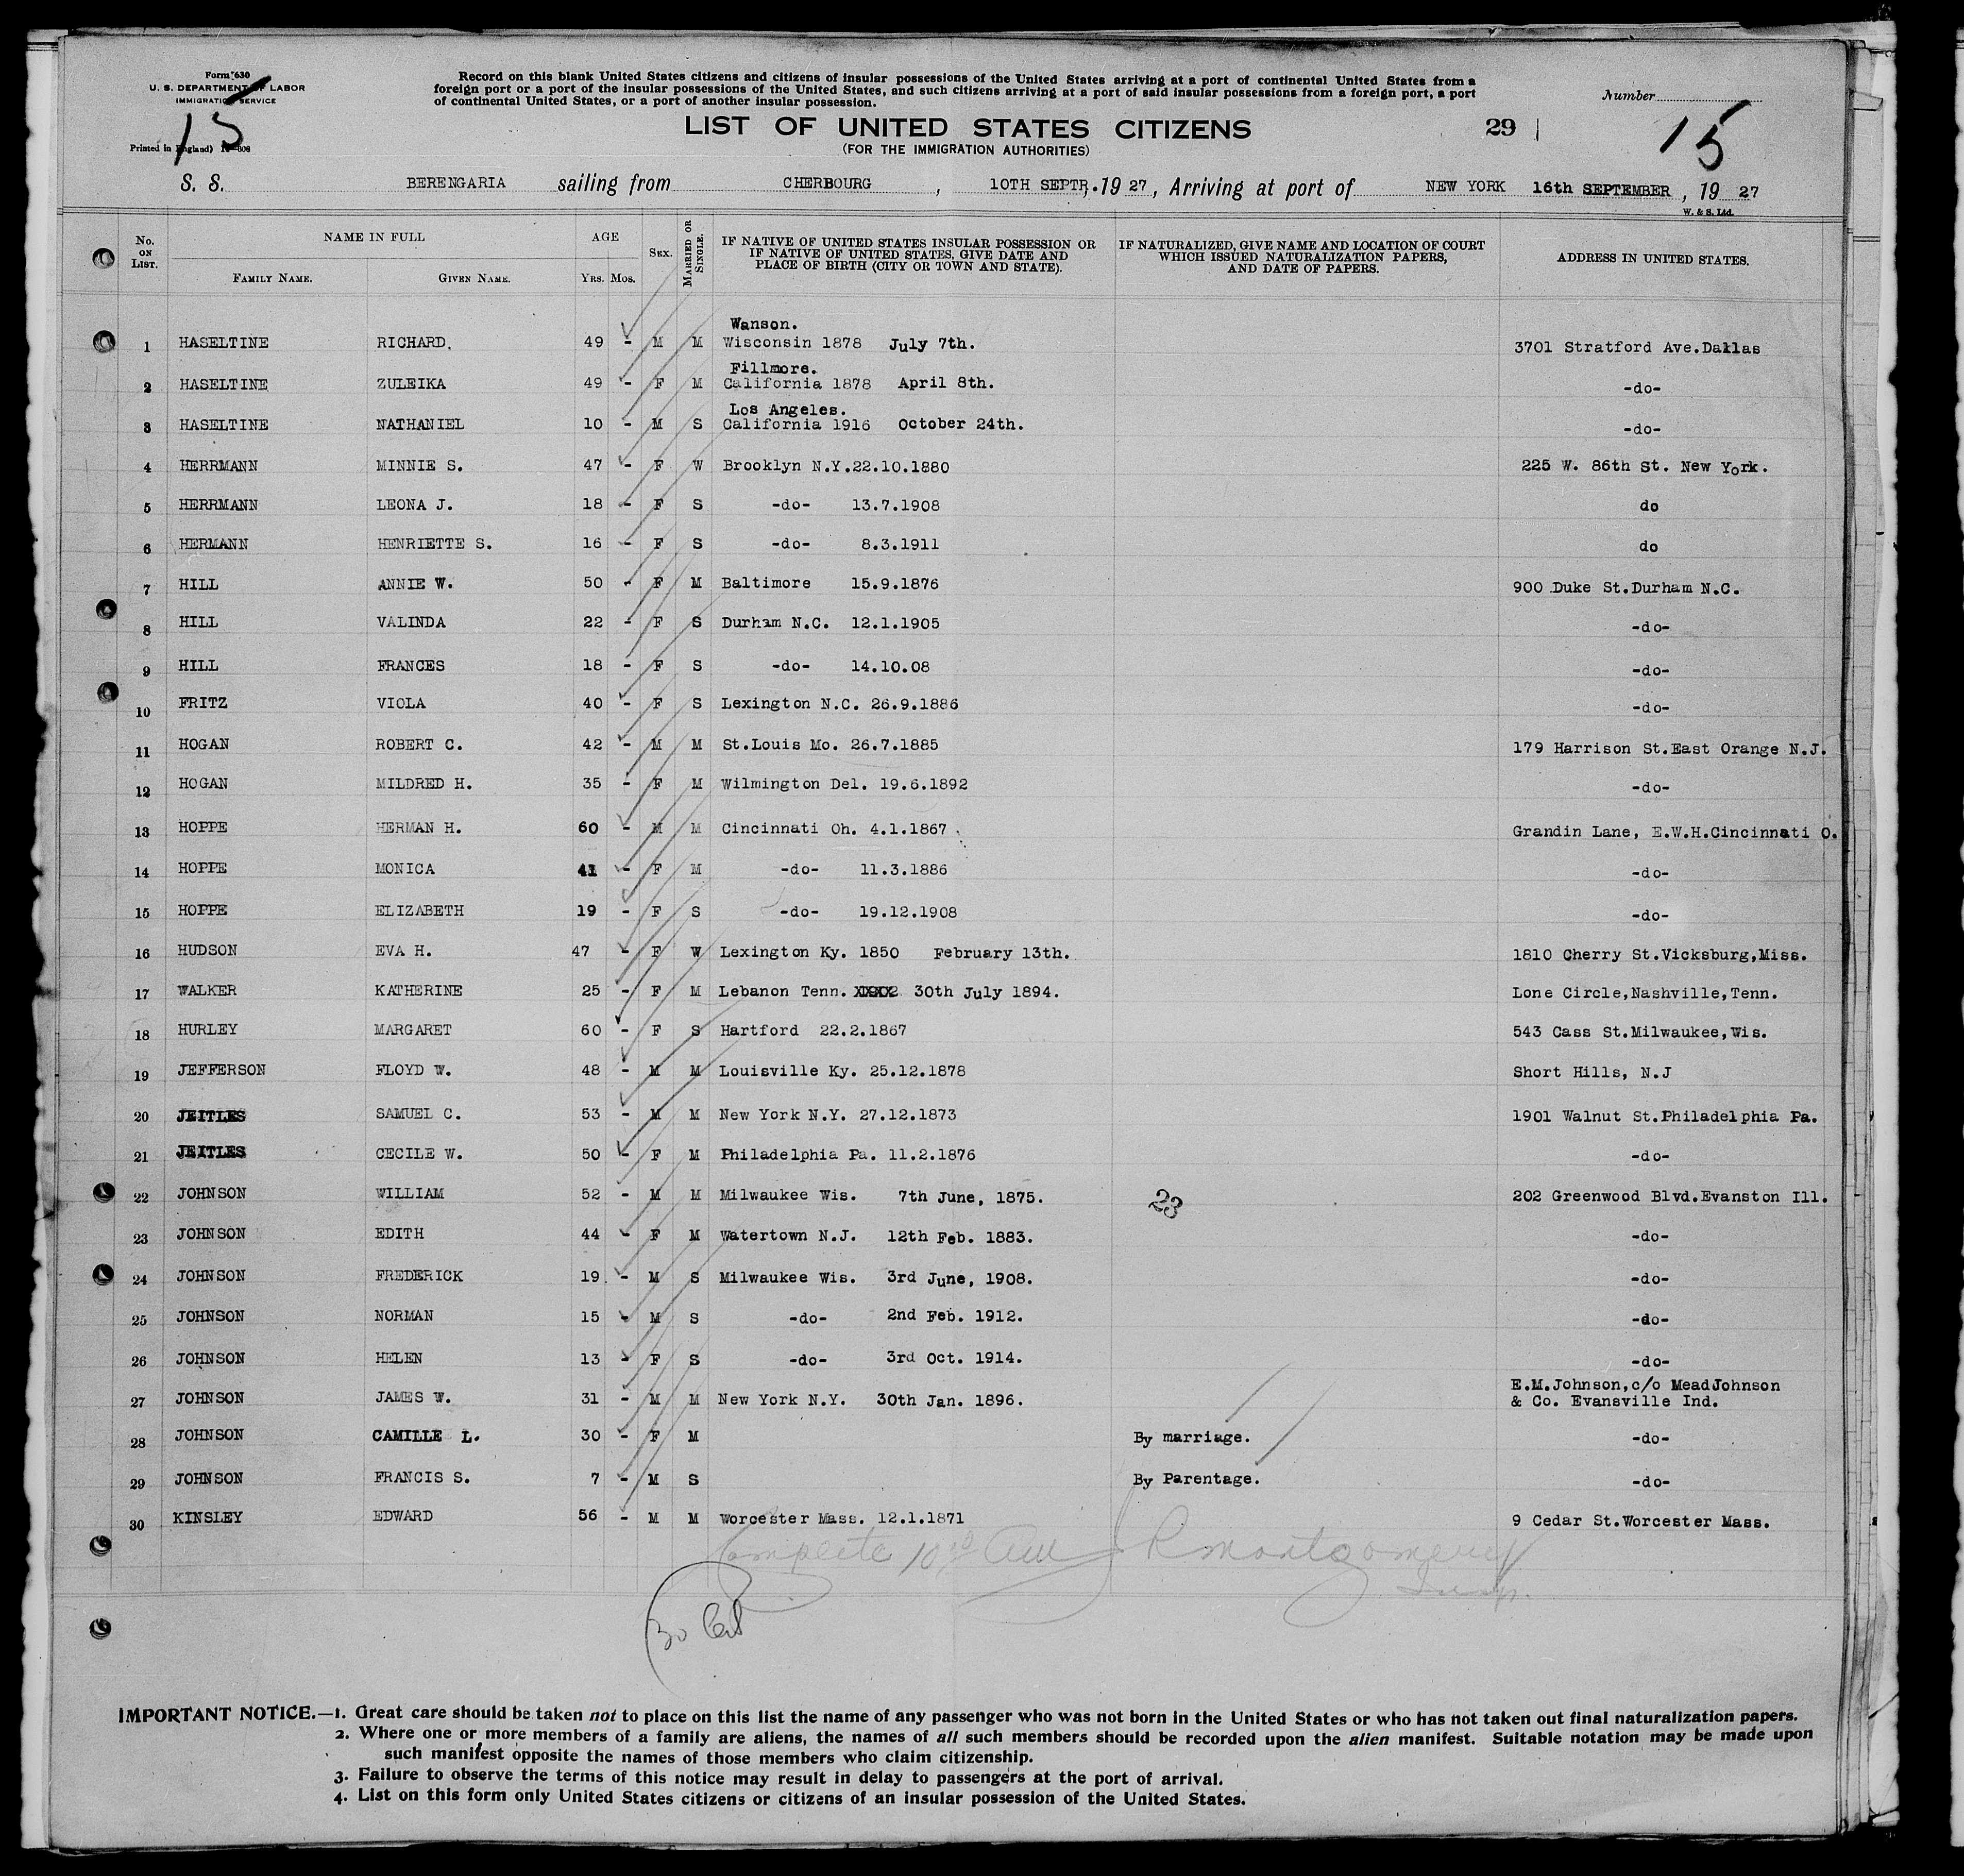 Form 630
U. S. DEPARTMENT OF LABOR
IMMIGRATION SERVICE
15
Printed in England)
Record on this blank United States citizens and citizens of insular possessions of the United States arriving at a port of continental United States from a
foreign port or a port of the insular possessions of the United States, and such citizens arriving at a port of said insular possessions from a foreign port, a port
of continental United States, or a port of another insular possession.
Number
LIST OF UNITED STATES CITIZENS
29
15
(FOR THE IMMIGRATION AUTHORITIES)
S. S. BERENGARIA sailing from CHERBOURG, 10TH SEPTR. 19 27, Arriving at port of NEW YORK 16th SEPTEMBER, 19 27
W. & S. Ltd.
No. ON LIST. NAME IN FULL FAMILY NAME. GIVEN NAME. AGE Yrs. Mos. SEX. MARRIED OR SINGLE. IF NATIVE OF UNITED STATES INSULAR POSSESSION OR IF NATIVE OF UNITED STATES, GIVE DATE AND PLACE OF BIRTH (CITY OR TOWN AND STATE). IF NATURALIZED, GIVE NAME AND LOCATION OF COURT WHICH ISSUED NATURALIZATION PAPERS, AND DATE OF PAPERS. ADDRESS IN UNITED STATES.
Wanson.
1 HASELTINE RICHARD. 49 - M M Wisconsin 1878 July 7th. 3701 Stratford Ave.Dallas
Fillmore.
2 HASELTINE ZULEIKA 49 - F M California 1878 April 8th. -do-
Los Angeles.
3 HASELTINE NATHANIEL 10 - M S California 1916 October 24th. -do-
4 HERRMANN MINNIE S. 47 - F W Brooklyn N.Y.22.10.1880 225 W. 86th St. New York.
5 HERRMANN LEONA J. 18 - F S -do- 13.7.1908 do
6 HERMANN HENRIETTE S. 16 - F S -do- 8.3.1911 do
7 HILL ANNIE W. 50 - F M Baltimore 15.9.1876 900 Duke St.Durham N.C.
8 HILL VALINDA 22 - F S Durham N.C. 12.1.1905 -do-
9 HILL FRANCES 18 - F S -do- 14.10.08 -do-
10 FRITZ VIOLA 40 - F S Lexington N.C. 26.9.1886 -do-
11 HOGAN ROBERT C. 42 - M M St.Louis Mo. 26.7.1885 179 Harrison St.East Orange N.J.
12 HOGAN MILDRED H. 35 - F M Wilmington Del. 19.6.1892 -do-
13 HOPPE HERMAN H. 60 - M M Cincinnati Oh. 4.1.1867 Grandin Lane, E.W.H.Cincinnati O.
14 HOPPE MONICA 41 - F M -do- 11.3.1886 -do-
15 HOPPE ELIZABETH 19 - F S -do- 19.12.1908 -do-
16 HUDSON EVA H. 47 - F W Lexington Ky. 1850 February 13th. 1810 Cherry St.Vicksburg,Miss.
17 WALKER KATHERINE 25 - F M Lebanon Tenn. 30th July 1894. Lone Circle,Nashville,Tenn.
18 HURLEY MARGARET 60 - F S Hartford 22.2.1867 543 Cass St.Milwaukee,Wis.
19 JEFFERSON FLOYD W. 48 - M M Louisville Ky. 25.12.1878 Short Hills, N.J
20 JEITLES SAMUEL C. 53 - M M New York N.Y. 27.12.1873 1901 Walnut St.Philadelphia Pa.
21 JEITLES CECILE W. 50 - F M Philadelphia Pa. 11.2.1876 -do-
22 JOHNSON WILLIAM 52 - M M Milwaukee Wis. 7th June, 1875. 23 202 Greenwood Blvd.Evanston Ill.
23 JOHNSON EDITH 44 - F M Watertown N.J. 12th Feb. 1883. -do-
24 JOHNSON FREDERICK 19. - M S Milwaukee Wis. 3rd June, 1908. -do-
25 JOHNSON NORMAN 15 - M S -do- 2nd Feb. 1912. -do-
26 JOHNSON HELEN 13 - F S -do- 3rd Oct. 1914. -do-
27 JOHNSON JAMES W. 31 - M M New York N.Y. 30th Jan. 1896. E.M.Johnson,c/o MeadJohnson
& Co. Evansville Ind.
28 JOHNSON CAMILLE L. 30 - F M By marriage. -do-
29 JOHNSON FRANCIS S. 7 - M S By Parentage. -do-
30 KINSLEY EDWARD 56 - M M Worcester Mass. 12.1.1871 9 Cedar St.Worcester Mass.
R Montgomery
Insp.
30
IMPORTANT NOTICE.—1. Great care should be taken not to place on this list the name of any passenger who was not born in the United States or who has not taken out final naturalization papers.
2. Where one or more members of a family are aliens, the names of all such members should be recorded upon the alien manifest. Suitable notation may be made upon
such manifest opposite the names of those members who claim citizenship.
3. Failure to observe the terms of this notice may result in delay to passengers at the port of arrival.
4. List on this form only United States citizens or citizens of an insular possession of the United States.